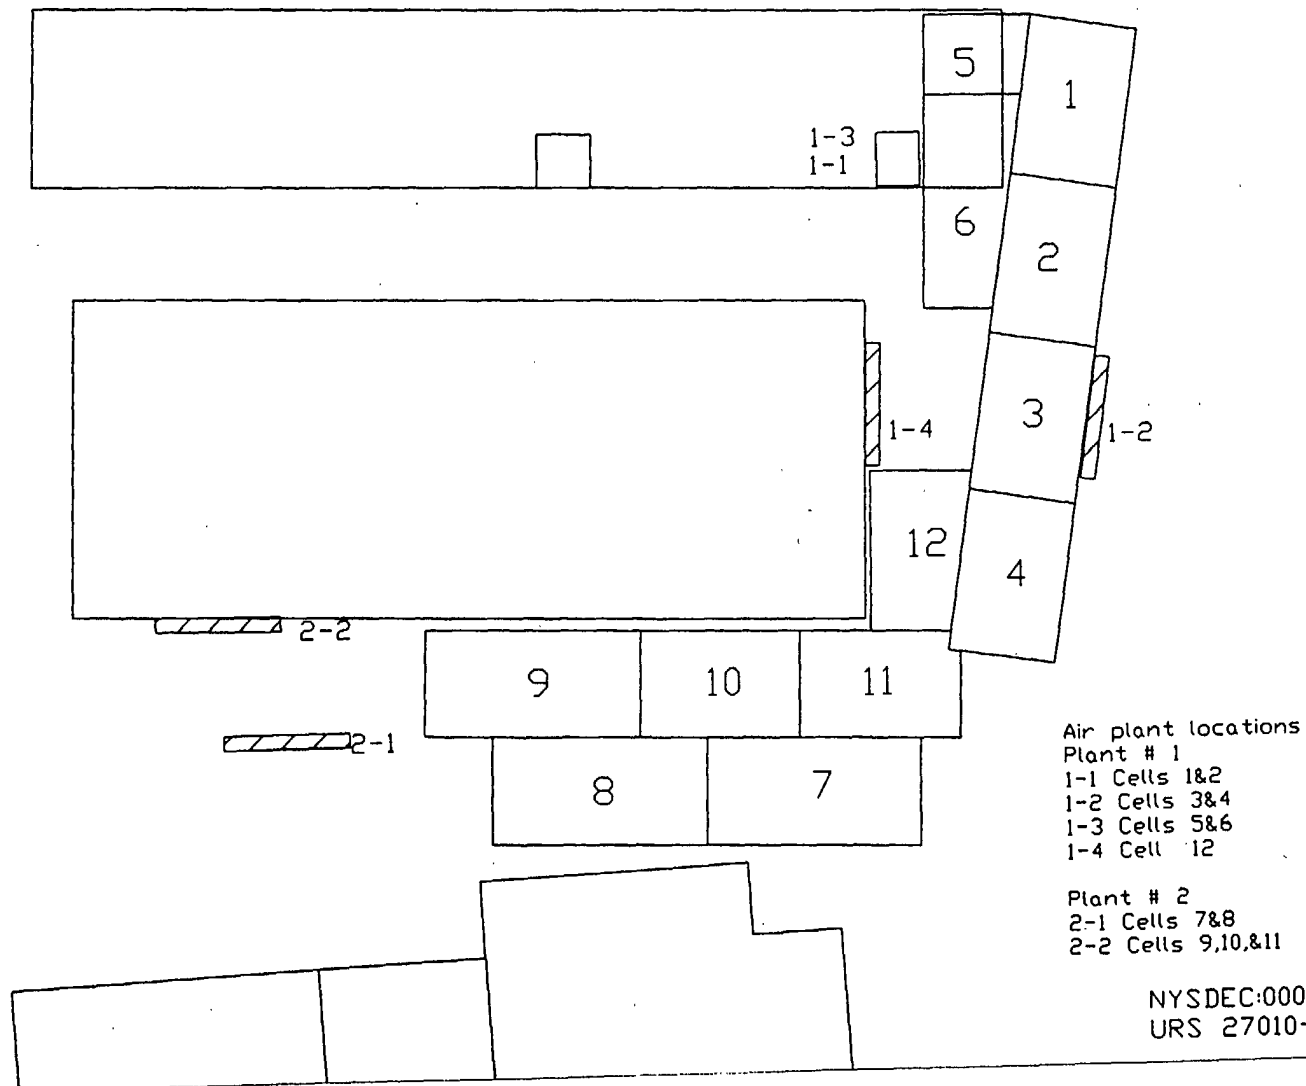 5
1
1-3
1-1
6
2
3
1-4
1-2
12
4
2-2
9
10
11
2-1
8
7
Air plant locations
Plant # 1
1-1 Cells 1&2
1-2 Cells 3&4
1-3 Cells 5&6
1-4 Cell 12
Plant # 2
2-1 Cells 7&8
2-2 Cells 9,10,&11
NYSDEC:000
URS 27010-